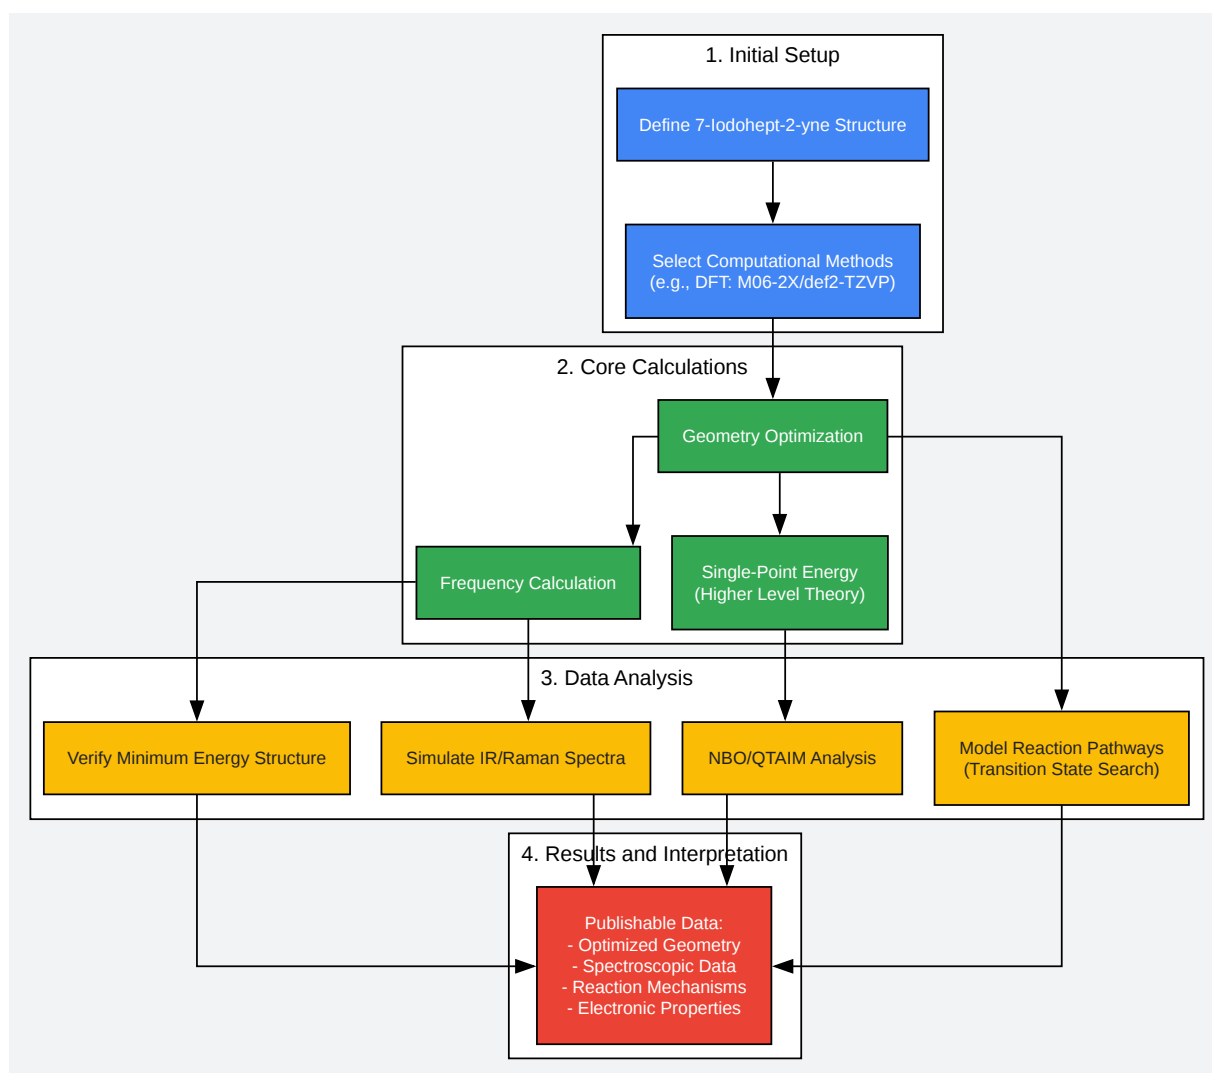 1. Initial Setup
Define 7-Iodohept-2-yne Structure
Select Computational Methods
(e.g., DFT: M06-2X/def2-TZVP)
2. Core Calculations
Geometry Optimization
Frequency Calculation
Single-Point Energy
(Higher Level Theory)
3. Data Analysis
Verify Minimum Energy Structure
Simulate IR/Raman Spectra
NBO/QTAIM Analysis
Model Reaction Pathways
(Transition State Search)
4. Results and Interpretation
Publishable Data:
- Optimized Geometry
- Spectroscopic Data
- Reaction Mechanisms
- Electronic Properties